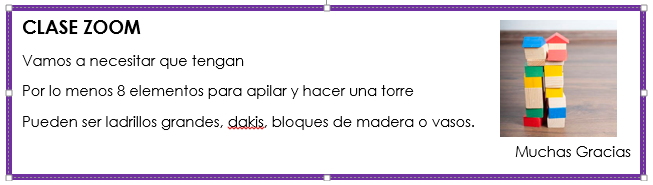 CLASE ZOOM
Vamos a necesitar que tengan
Por lo menos 8 elementos para apilar y hacer una torre
Pueden ser ladrillos grandes, dakis, bloques de madera o vasos.
Muchas Gracias